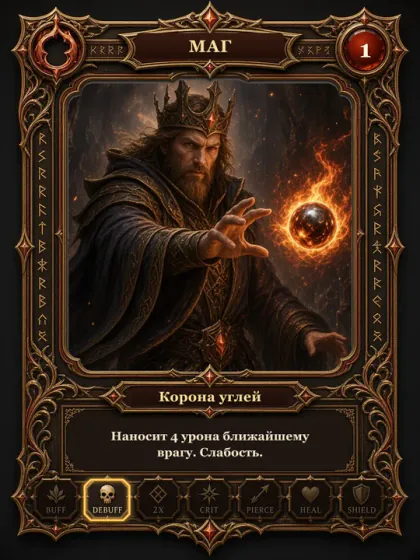 МАГ
1
Корона углей
Наносит 4 урона ближайшему
врагу. Слабость.
BUFF
DEBUFF
2X
CRIT
PIERCE
HEAL
SHIELD